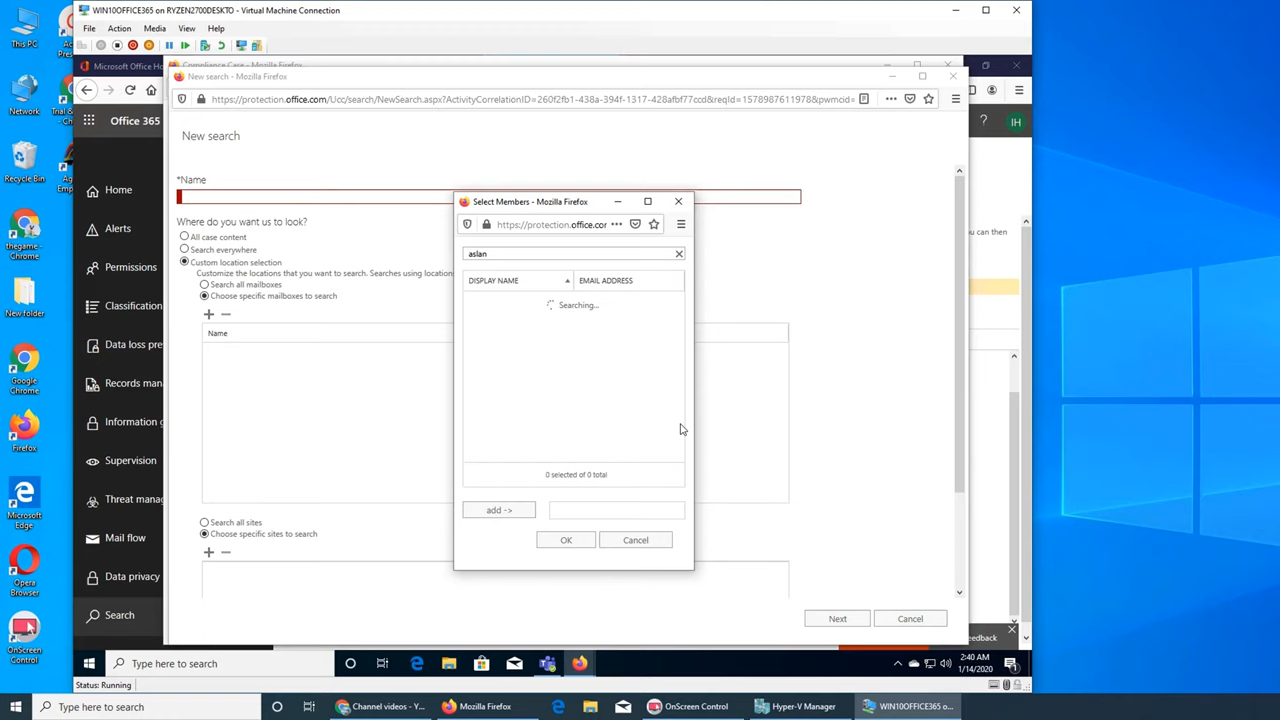 WIN10OFFICE365 on RYZEN2700DESKTO - Virtual Machine Connection
File Action Media View Help
Microsoft Office Ho
Compliance Case -
New search - Mozilla Firefox
https://protection.office.com/Ucc/search/NewSearch.aspx?ActivityCorrelationID=260f2fb1-438a-394f-1317-428afbf77ccd&reqId=1578987611978&pwmcid=
Office 365
IH
New search
*Name
Where do you want us to look?
All case content
Search everywhere
Custom location selection
Customize the locations that you want to search. Searches using location
Search all mailboxes
Choose specific mailboxes to search
Name
Search all sites
Choose specific sites to search
Next
Cancel
Select Members - Mozilla Firefox
https://protection.office.cor
aslan
DISPLAY NAME
EMAIL ADDRESS
Searching...
0 selected of 0 total
add ->
OK
Cancel
Home
Alerts
Permissions
Classification
Data loss pre
Records man
Information g
Supervision
Threat manag
Mail flow
Data privacy
Search
ou can then
eedback
This PC
Network
Recycle Bin
thegame - Chrome
New folder
Google Chrome
Firefox
Microsoft Edge
Opera Browser
OnScreen Control
Type here to search
2:40 AM
1/14/2020
Status: Running
Type here to search
Channel videos - Y...
Mozilla Firefox
OnScreen Control
Hyper-V Manager
WIN10OFFICE365 o...